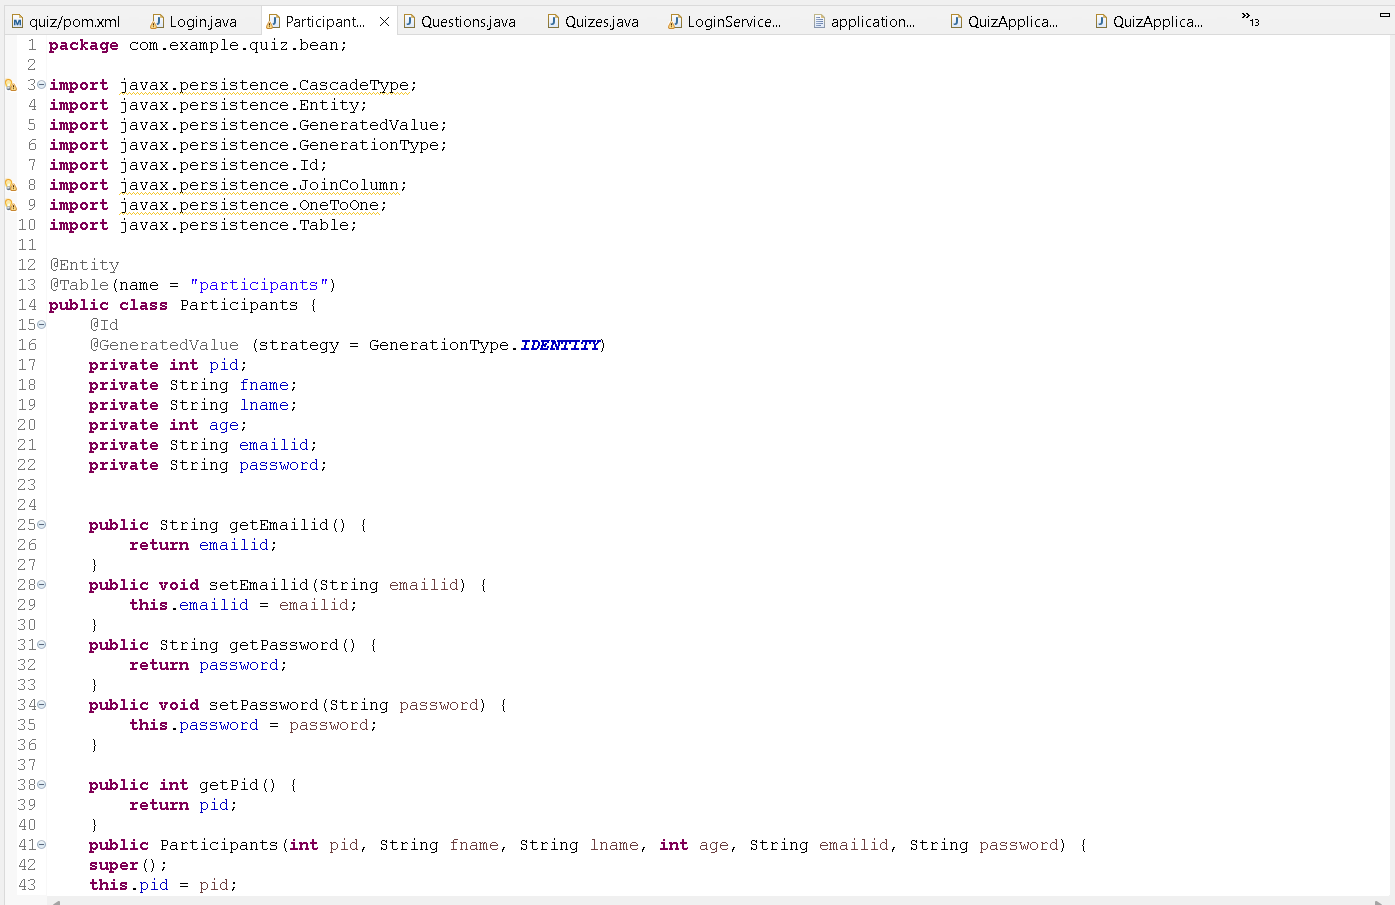 quiz/pom.xml Login.java Participant... Questions.java Quizes.java LoginService... application... QuizApplica... QuizApplica... »13
1 package com.example.quiz.bean;
2
3 import javax.persistence.CascadeType;
4 import javax.persistence.Entity;
5 import javax.persistence.GeneratedValue;
6 import javax.persistence.GenerationType;
7 import javax.persistence.Id;
8 import javax.persistence.JoinColumn;
9 import javax.persistence.OneToOne;
10 import javax.persistence.Table;
11
12 @Entity
13 @Table(name = "participants")
14 public class Participants {
15 @Id
16 @GeneratedValue (strategy = GenerationType.IDENTITY)
17 private int pid;
18 private String fname;
19 private String lname;
20 private int age;
21 private String emailid;
22 private String password;
23
24
25 public String getEmailid() {
26 return emailid;
27 }
28 public void setEmailid(String emailid) {
29 this.emailid = emailid;
30 }
31 public String getPassword() {
32 return password;
33 }
34 public void setPassword(String password) {
35 this.password = password;
36 }
37
38 public int getPid() {
39 return pid;
40 }
41 public Participants(int pid, String fname, String lname, int age, String emailid, String password) {
42 super();
43 this.pid = pid;